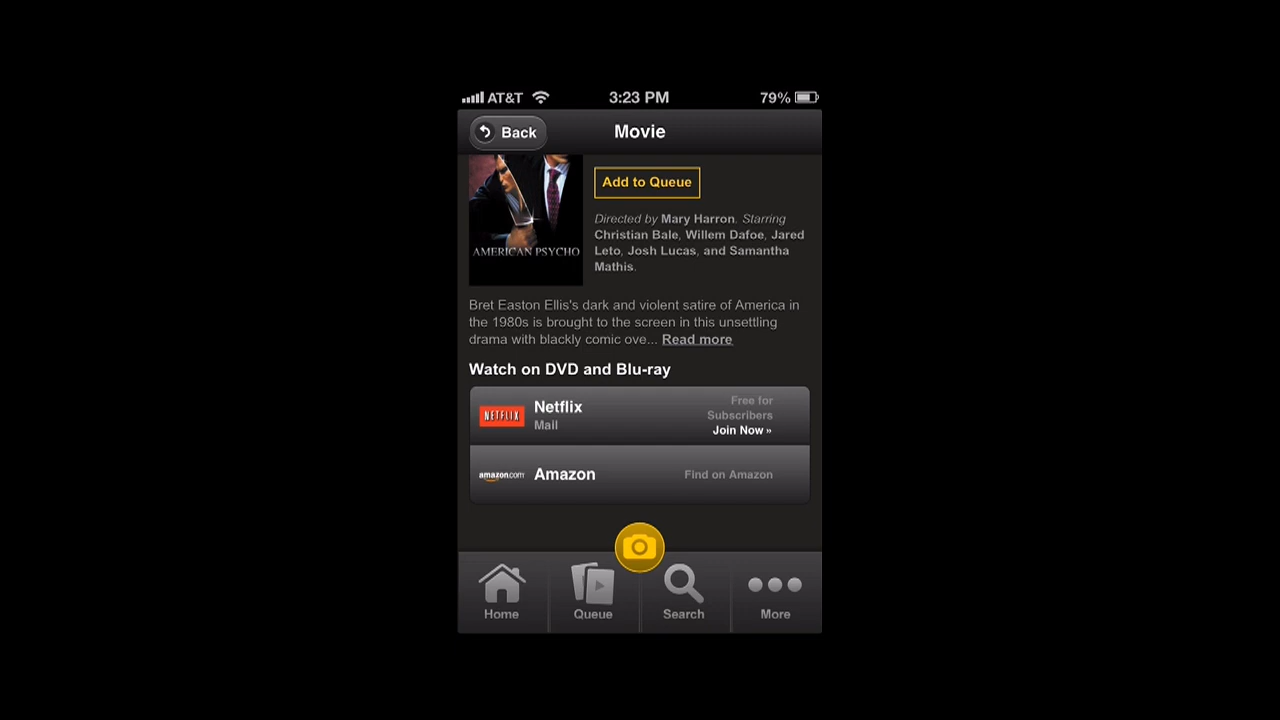 AT&T 3:23 PM 79%
Back Movie
AMERICAN PSYCHO
Add to Queue
Directed by Mary Harron. Starring
Christian Bale, Willem Dafoe, Jared
Leto, Josh Lucas, and Samantha
Mathis.
Bret Easton Ellis's dark and violent satire of America in
the 1980s is brought to the screen in this unsettling
drama with blackly comic ove... Read more
Watch on DVD and Blu-ray
NETFLIX
Netflix
Mail
Free for
Subscribers
Join Now »
amazon.com
Amazon
Find on Amazon
Home Queue Search More